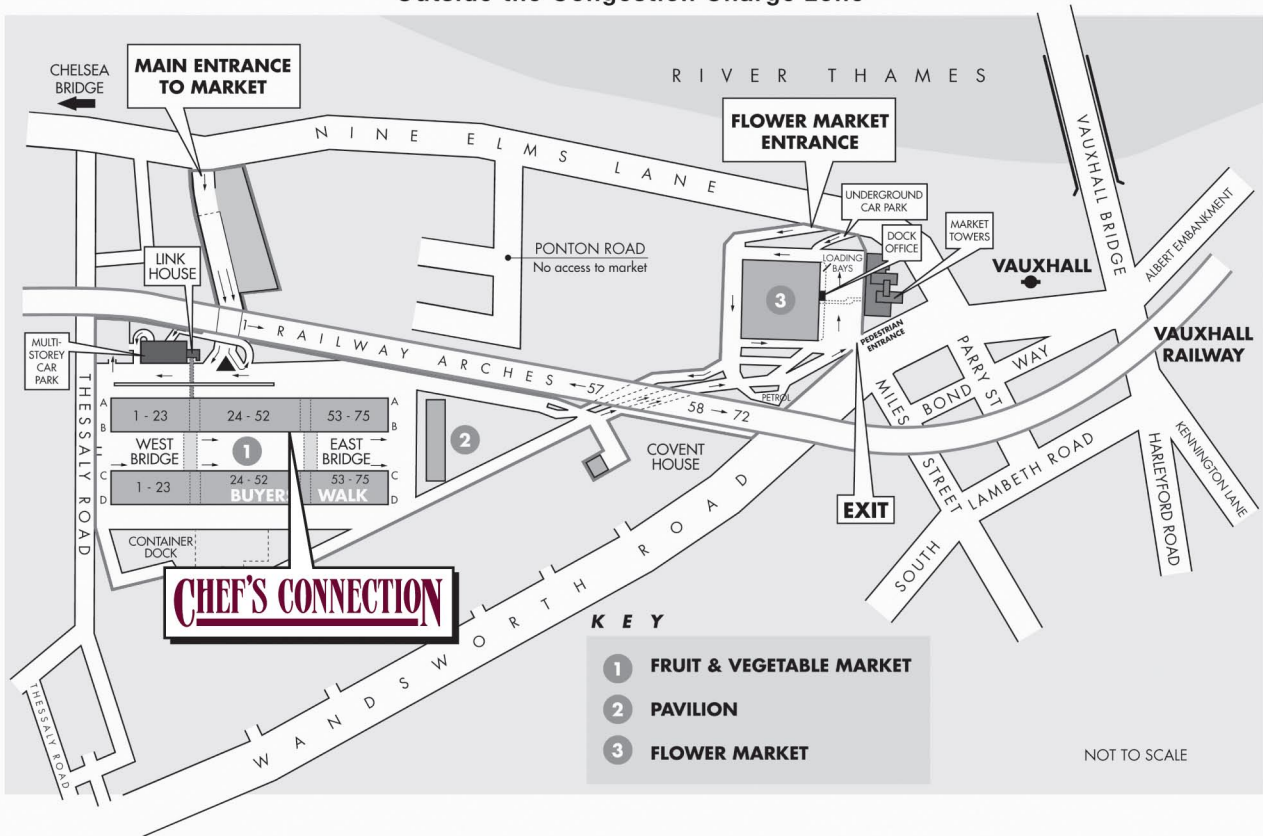 Outside the Congestion Charge Zone
CHELSEA
BRIDGE
MAIN ENTRANCE
TO MARKET
RIVER THAMES
NINE ELMS LANE
FLOWER MARKET
ENTRANCE
UNDERGROUND
CAR PARK
DOCK
OFFICE
MARKET
TOWERS
LOADING
BAYS
VAUXHALL BRIDGE
ALBERT EMBANKMENT
VAUXHALL
VAUXHALL
RAILWAY
LINK
HOUSE
PONTON ROAD
No access to market
3
PEDESTRIAN
ENTRANCE
MULTI-
STOREY
CAR
PARK
1
RAILWAY ARCHES
57
58
72
PETROL
PARRY ST
BOND WAY
MILES STREET
THESSALY ROAD
A
B
1 - 23
24 - 52
53 - 75
A
B
WEST
BRIDGE
1
EAST
BRIDGE
2
C
D
1 - 23
24 - 52
53 - 75
C
D
BUYERS WALK
COVENT
HOUSE
EXIT
SOUTH LAMBETH ROAD
HARLEYFORD ROAD
KENNINGTON LANE
CONTAINER
DOCK
CHEF'S CONNECTION
WANDSWORTH ROAD
THESSALY ROAD
KEY
1 FRUIT & VEGETABLE MARKET
2 PAVILION
3 FLOWER MARKET
NOT TO SCALE